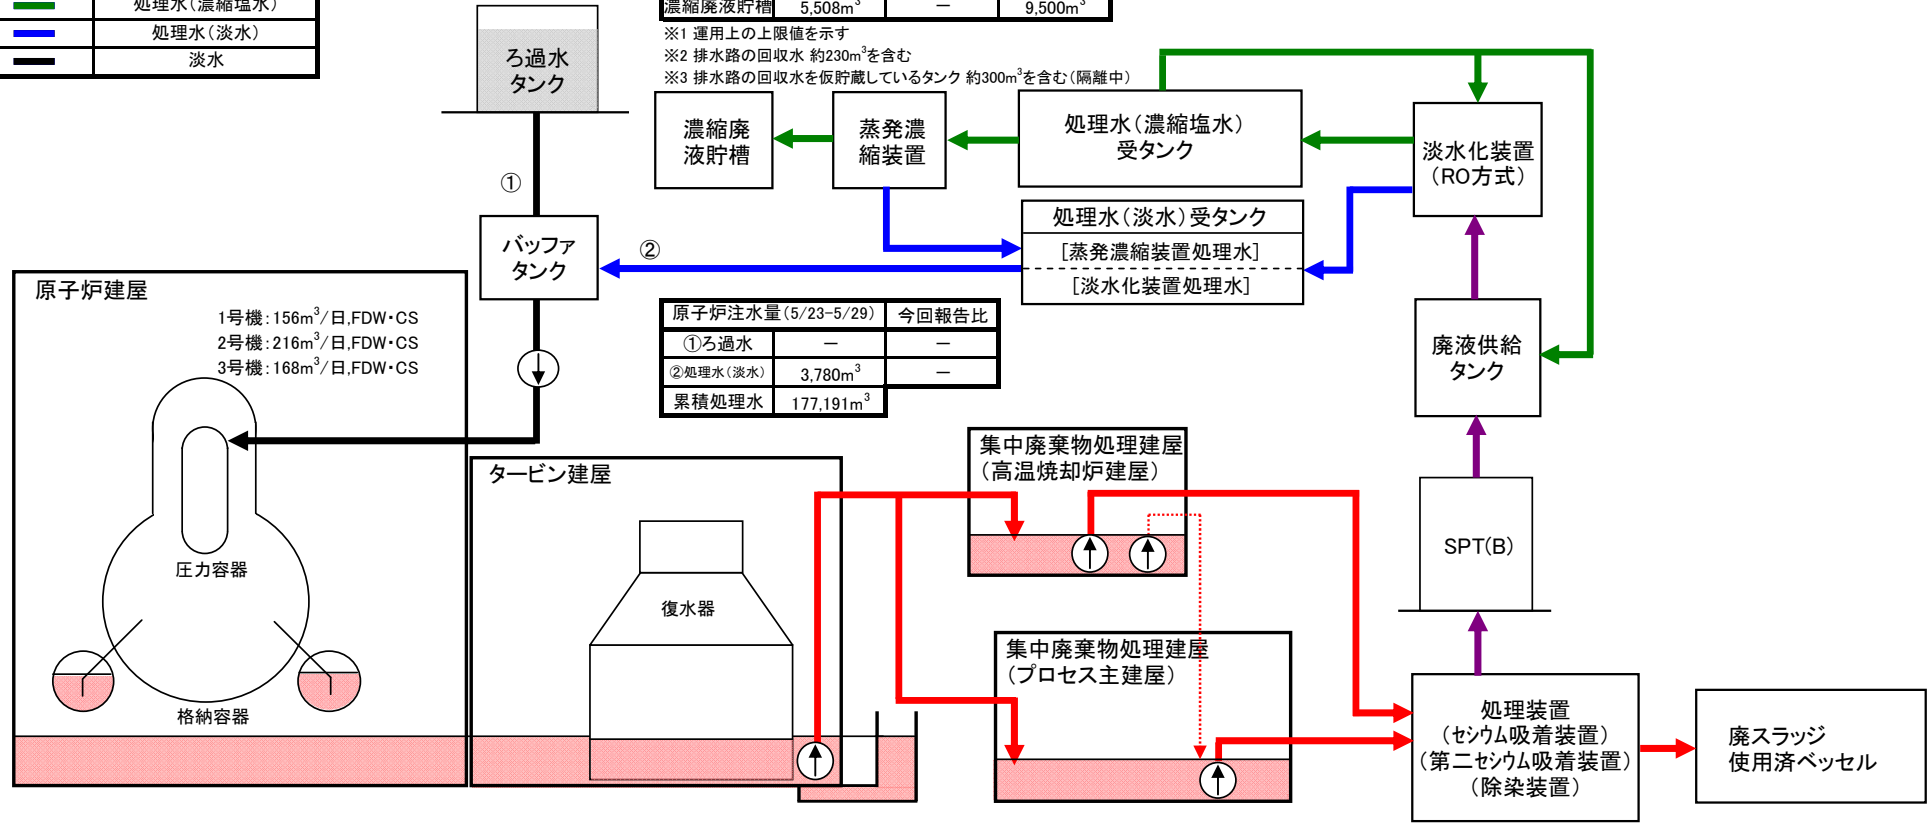 処理水(濃縮塩水)
処理水(淡水)
淡水
濃縮廃液貯槽 5,508m³ － 9,500m³
※1 運用上の上限値を示す
※2 排水路の回収水 約230m³を含む
※3 排水路の回収水を仮貯蔵しているタンク 約300m³を含む(隔離中)
ろ過水
タンク
濃縮廃
液貯槽
蒸発濃
縮装置
処理水(濃縮塩水)
受タンク
淡水化装置
(RO方式)
①
処理水(淡水)受タンク
[蒸発濃縮装置処理水]
[淡水化装置処理水]
バッファ
タンク
②
原子炉建屋
1号機:156m³/日,FDW・CS
2号機:216m³/日,FDW・CS
3号機:168m³/日,FDW・CS
原子炉注水量(5/23-5/29) 今回報告比
①ろ過水 － －
②処理水(淡水) 3,780m³ －
累積処理水 177,191m³
廃液供給
タンク
圧力容器
格納容器
タービン建屋
復水器
集中廃棄物処理建屋
(高温焼却炉建屋)
SPT(B)
集中廃棄物処理建屋
(プロセス主建屋)
処理装置
(セシウム吸着装置)
(第二セシウム吸着装置)
(除染装置)
廃スラッジ
使用済ベッセル